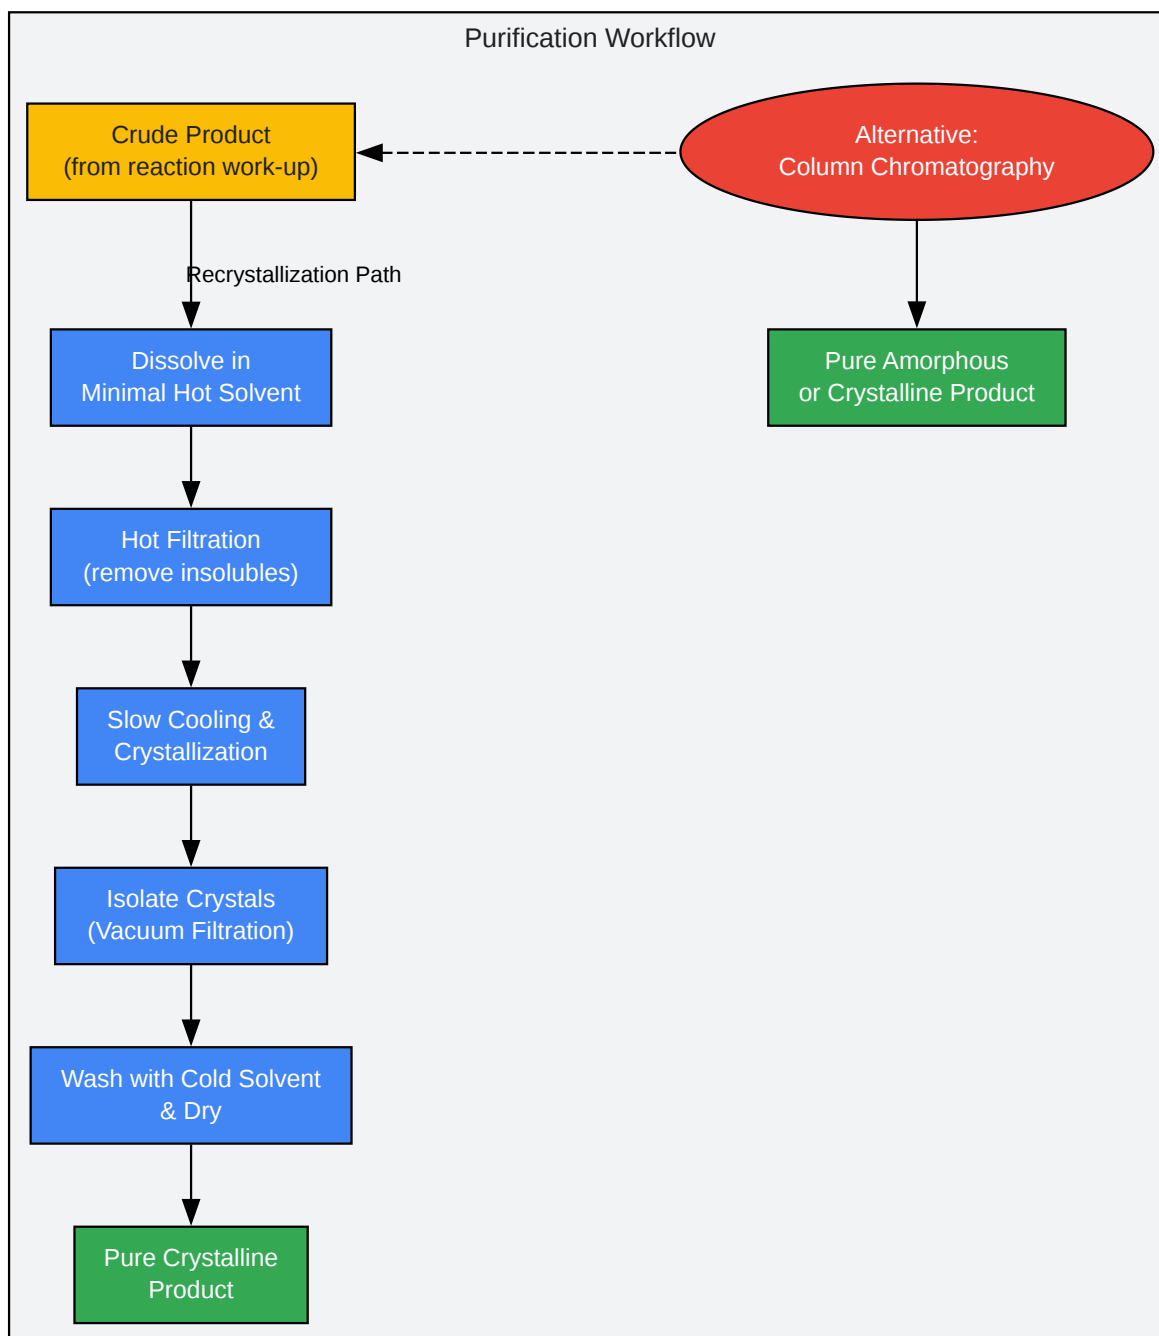 Purification Workflow
Crude Product
(from reaction work-up)
Alternative:
Column Chromatography
Recrystallization Path
Dissolve in
Minimal Hot Solvent
Pure Amorphous
or Crystalline Product
Hot Filtration
(remove insolubles)
Slow Cooling &
Crystallization
Isolate Crystals
(Vacuum Filtration)
Wash with Cold Solvent
& Dry
Pure Crystalline
Product